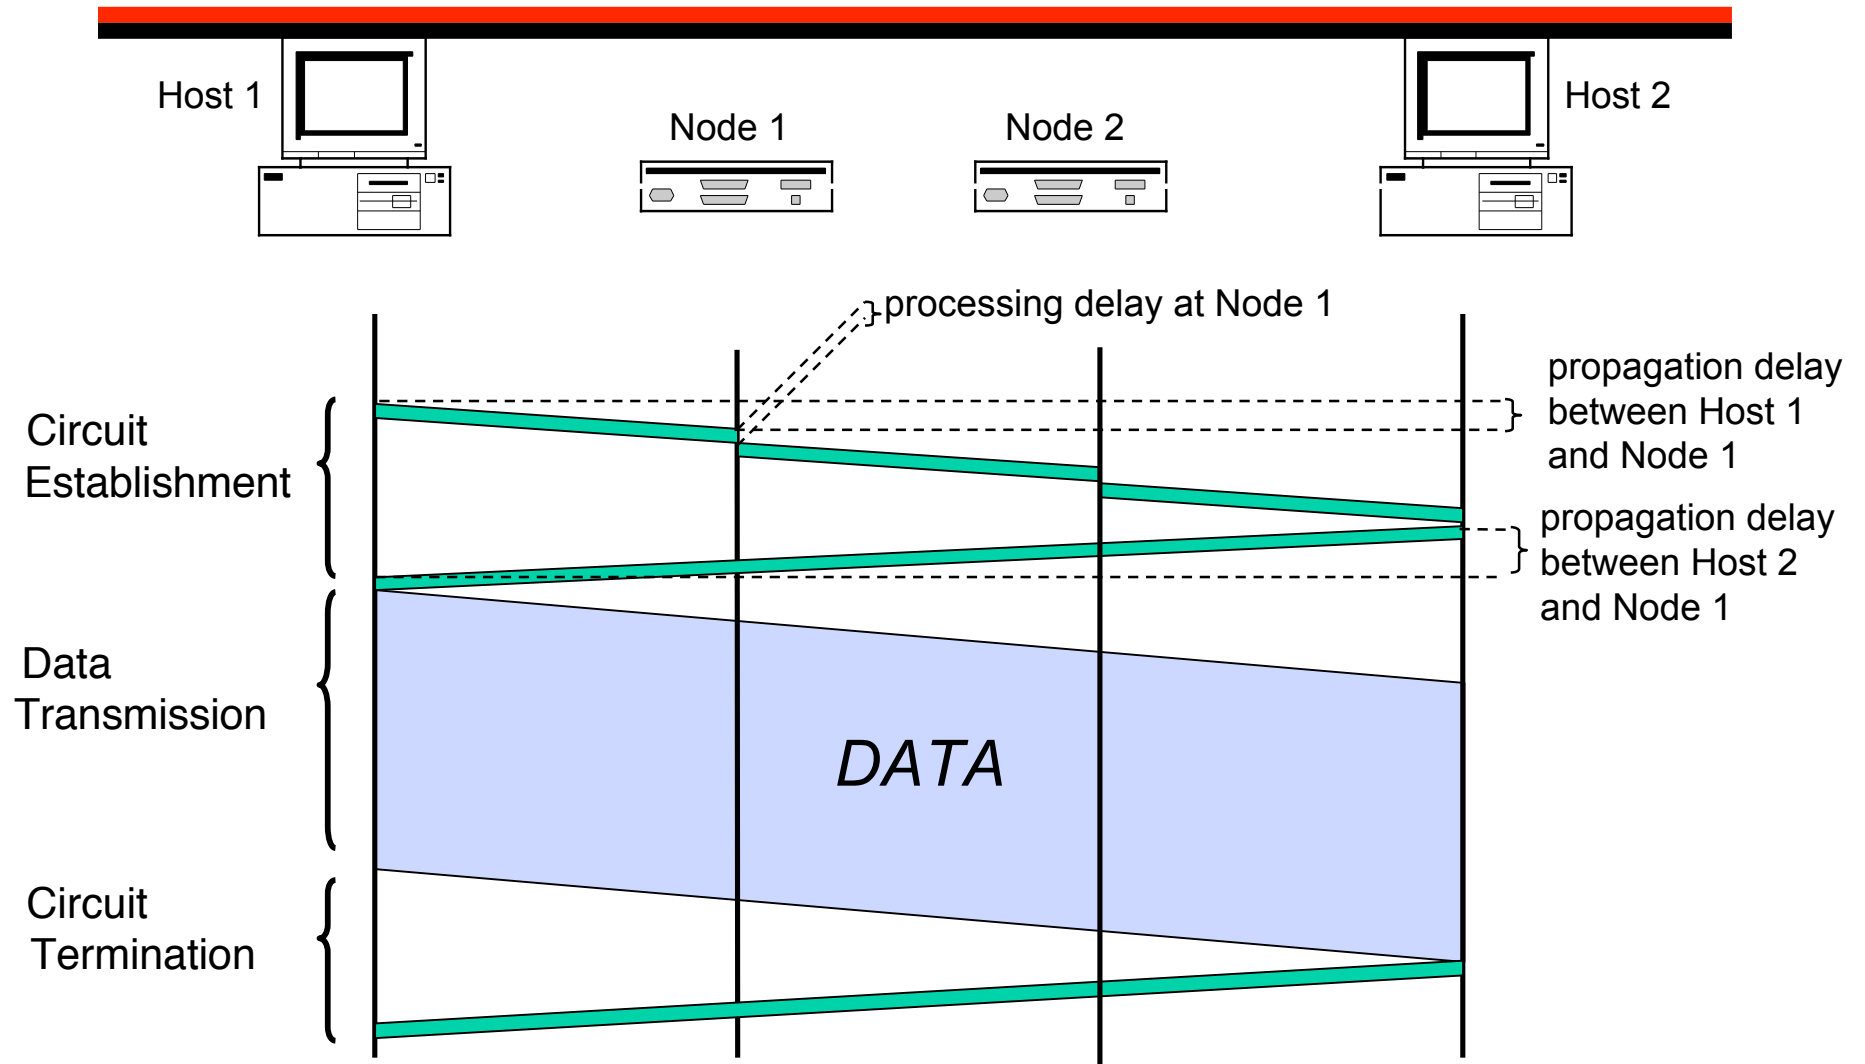 Host 1
Node 1
Node 2
Host 2
processing delay at Node 1
propagation delay
between Host 1
and Node 1
Circuit
Establishment
propagation delay
between Host 2
and Node 1
Data
Transmission
DATA
Circuit
Termination